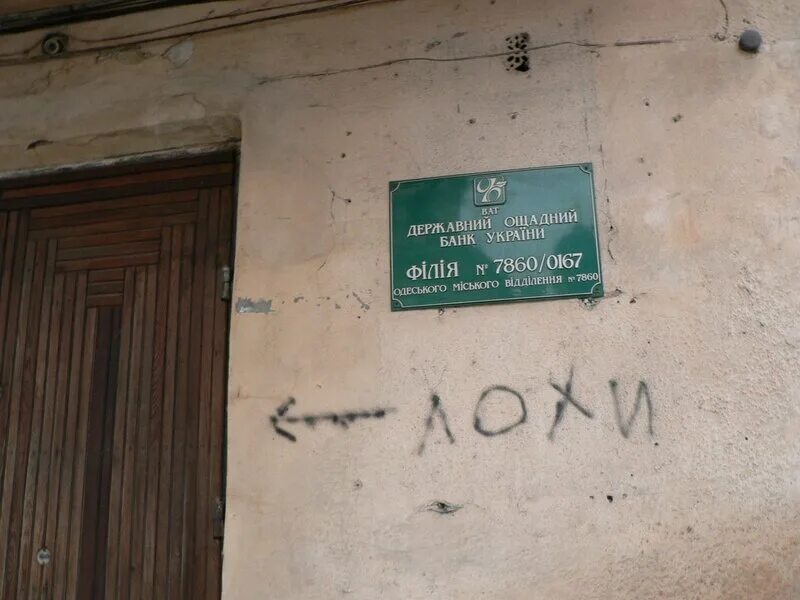 ВАТ
ДЕРЖАВНИЙ ОЩАДНИЙ
БАНК УКРАЇНИ
ФІЛІЯ № 7860/0167
ОДЕСЬКОГО МІСЬКОГО ВІДДІЛЕННЯ № 7860
← ЛОХИ